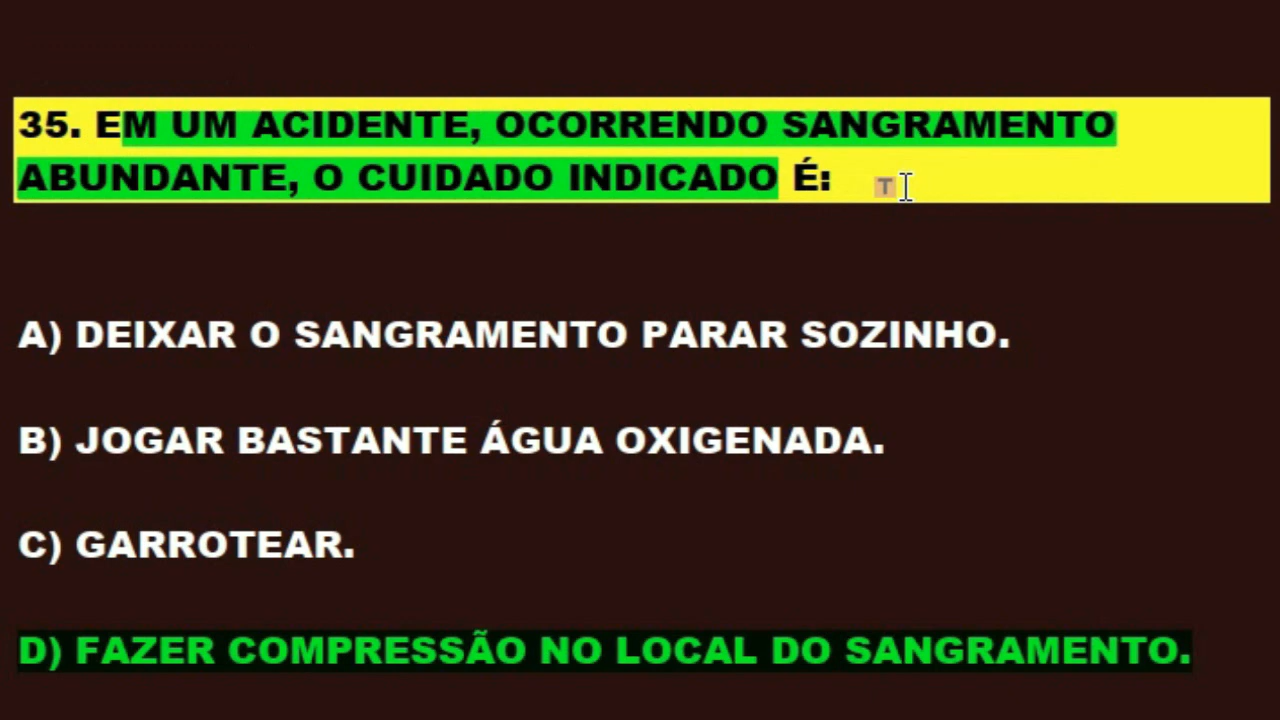 35. EM UM ACIDENTE, OCORRENDO SANGRAMENTO
ABUNDANTE, O CUIDADO INDICADO É:
T
A) DEIXAR O SANGRAMENTO PARAR SOZINHO.
B) JOGAR BASTANTE ÁGUA OXIGENADA.
C) GARROTEAR.
D) FAZER COMPRESSÃO NO LOCAL DO SANGRAMENTO.